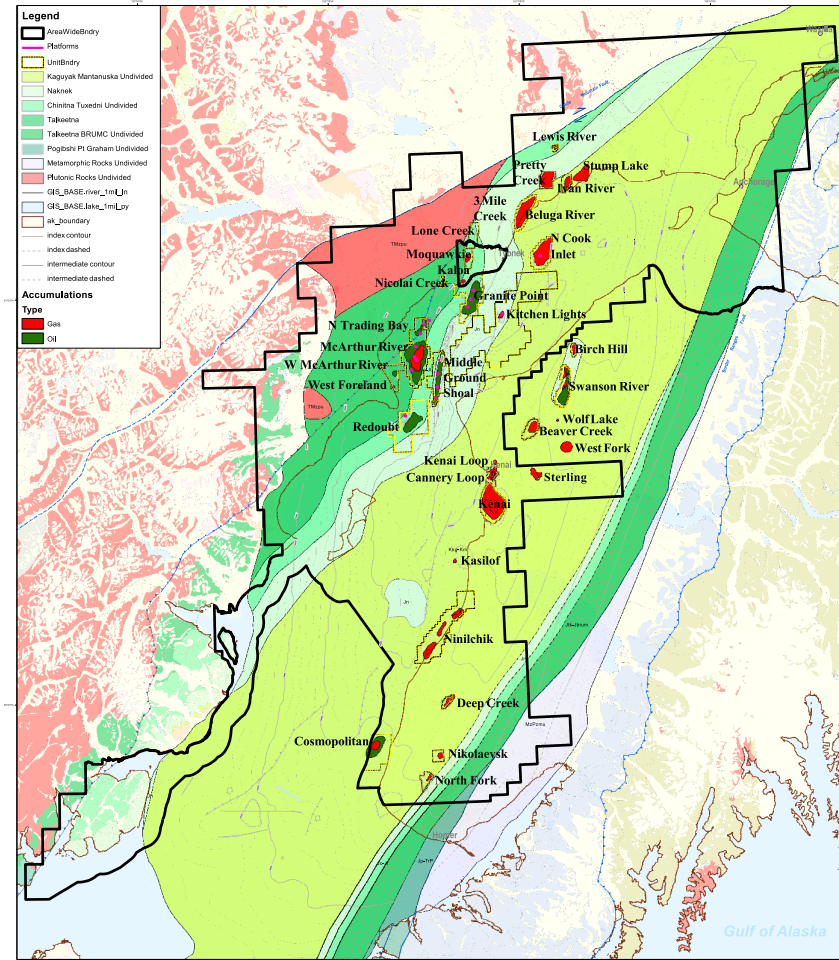 Legend
AreaWideBndry
Platforms
UnitBndry
Kaguyak Mantanuska Undivided
Naknek
Chinitna Tuxedni Undivided
Talkeetna
Talkeetna BRUMC Undivided
Pogibshi Pt Graham Undivided
Metamorphic Rocks Undivided
Plutonic Rocks Undivided
GIS_BASE.river_1mil_ln
GIS_BASE.lake_1mil_py
ak_boundary
index contour
index dashed
intermediate contour
intermediate dashed
Accumulations
Type
Gas
Oil
Lewis River
Pretty
Creek
Stump Lake
Ivan River
Anchorage
3 Mile
Creek
Beluga River
Lone Creek
TMzpu
N Cook
Inlet
Moquawkie
Kaloa
Nicolai Creek
Granite Point
Kitchen Lights
N Trading Bay
McArthur River
W McArthur River
West Foreland
Middle
Ground
Shoal
Birch Hill
Swanson River
TMzpu
Redoubt
Wolf Lake
Beaver Creek
West Fork
Kenai Loop
Kenai
Cannery Loop
Sterling
Kenai
Kasilof
Jn
Ninilchik
Deep Creek
Cosmopolitan
Nikolaevsk
North Fork
Homer
Gulf of Alaska